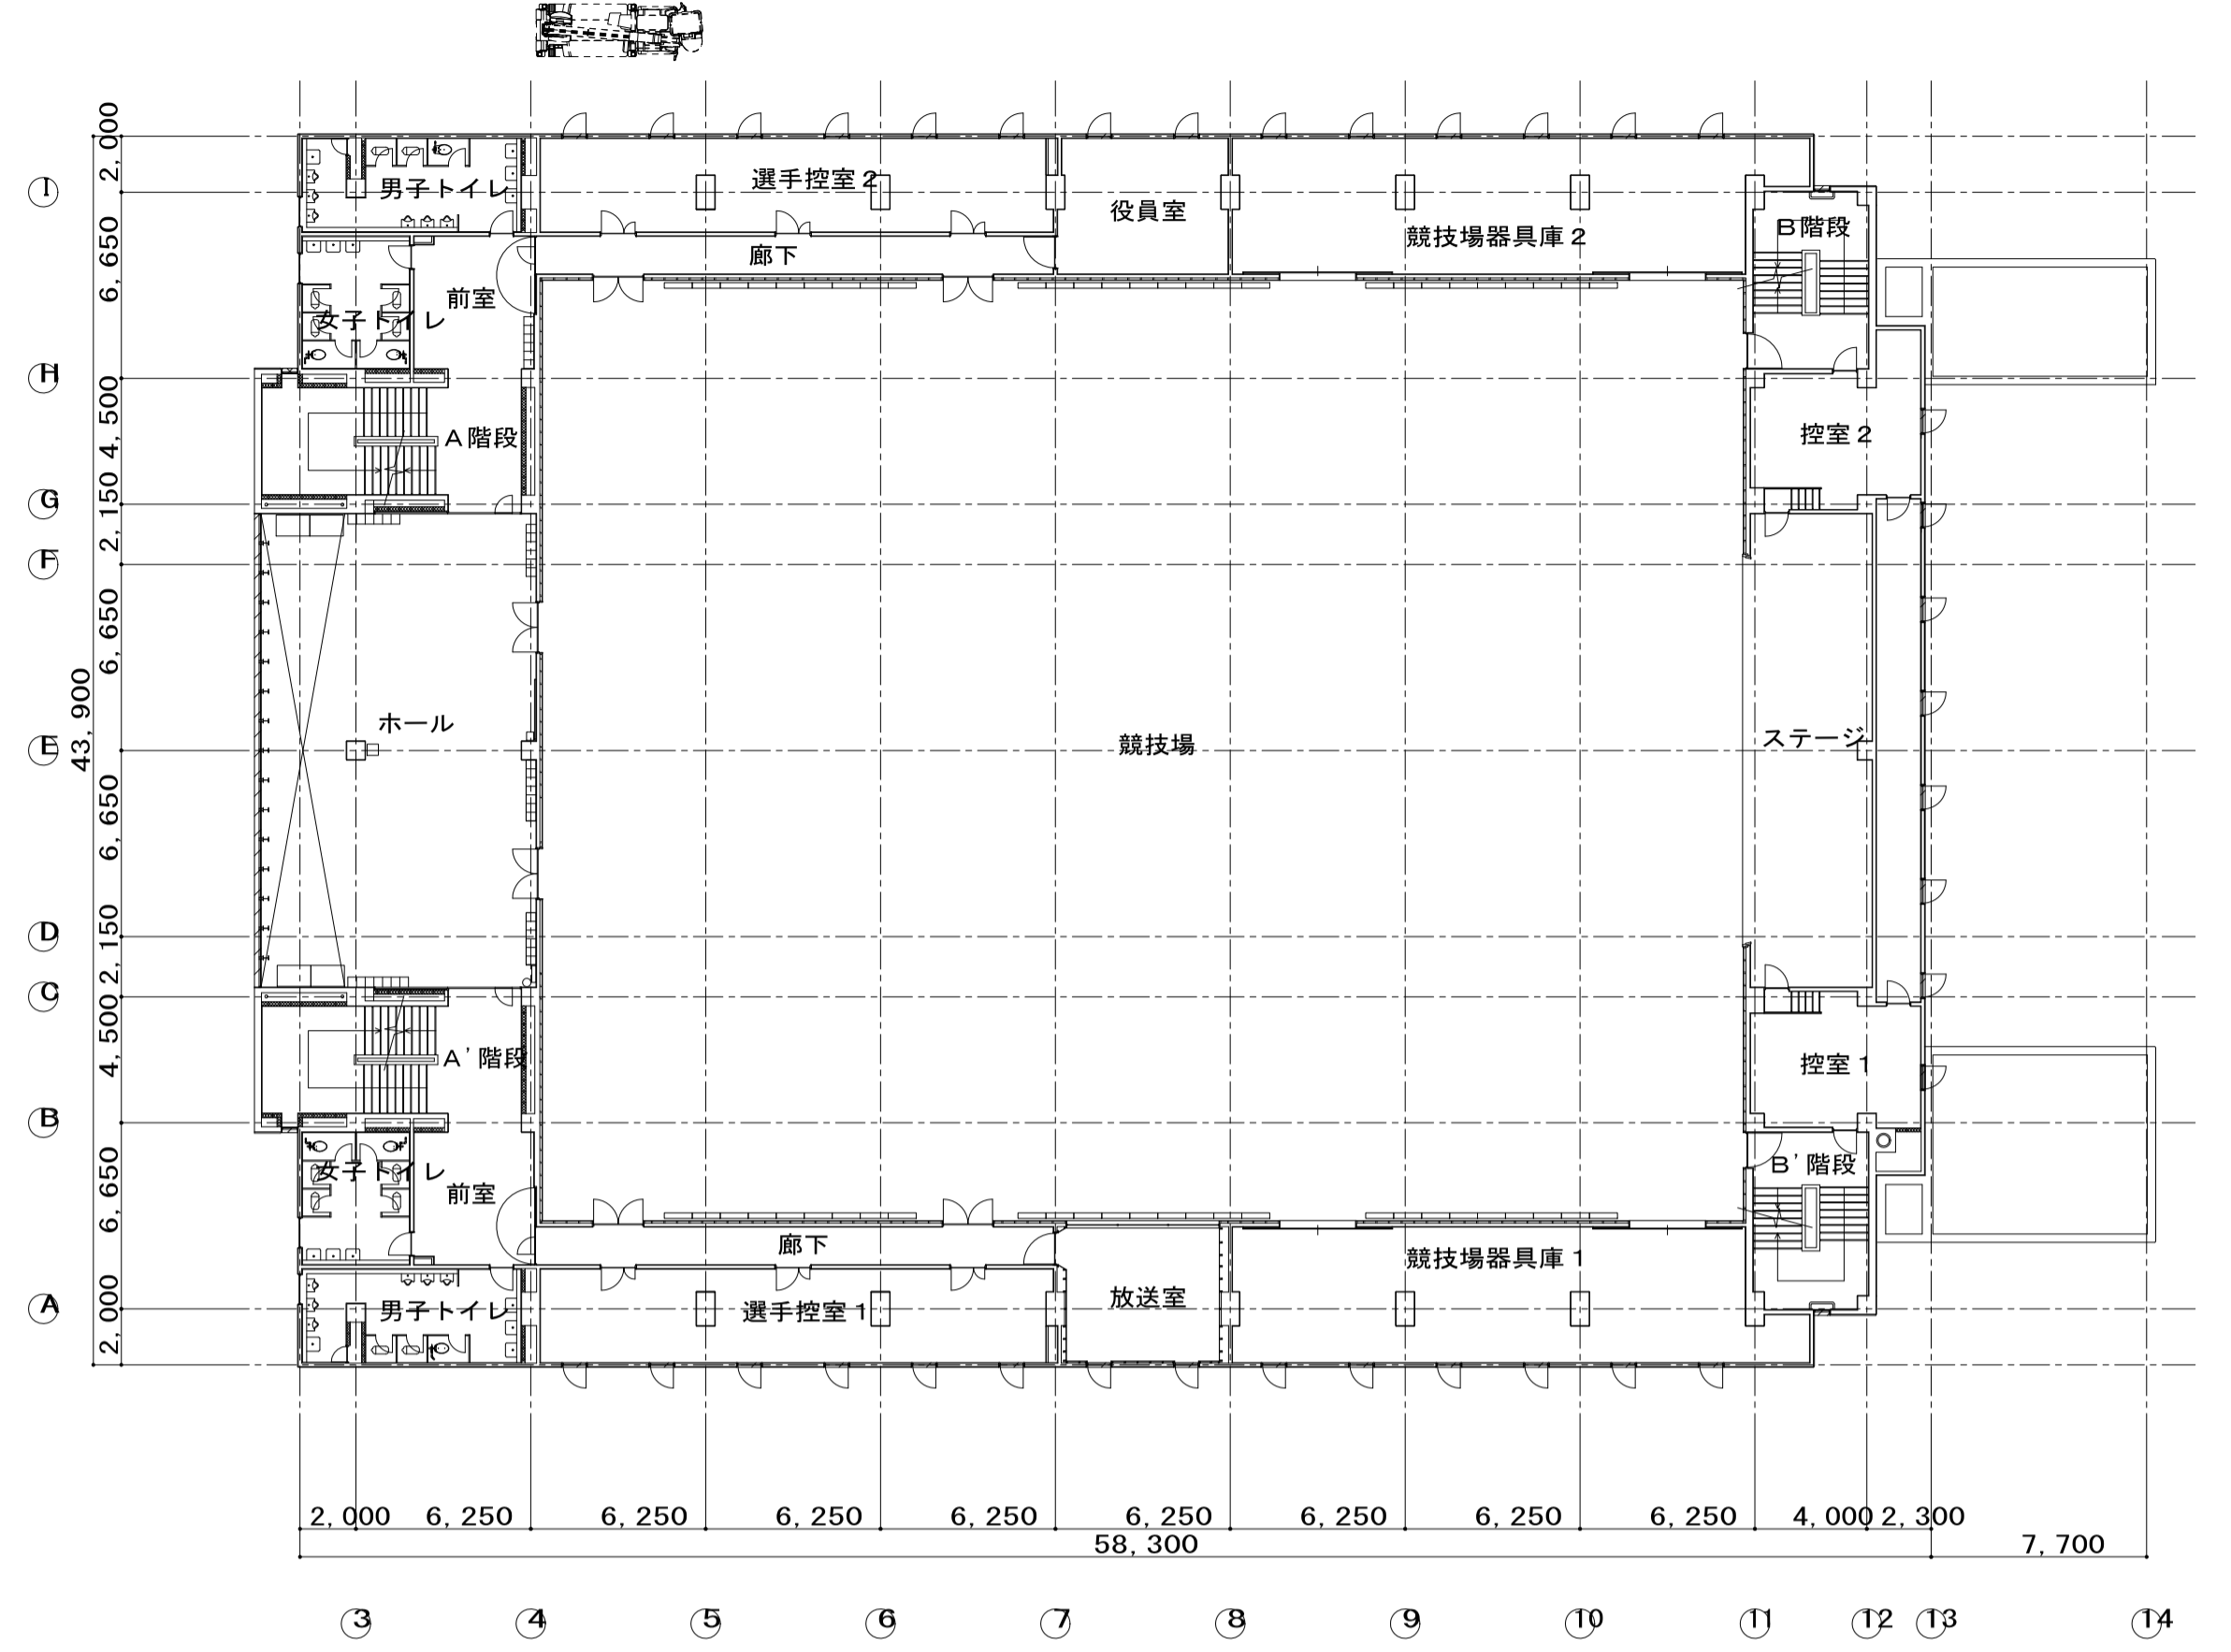 2,000
I
男子トイレ
選手控室2
役員室
競技場器具庫2
B階段
6,650
廊下
前室
女子トイレ
H
4,500
A階段
控室2
G
2,150
F
6,650
43,900
E
ホール
競技場
ステージ
6,650
D
2,150
C
4,500
A'階段
控室1
B
女子トイレ
B'階段
6,650
前室
廊下
競技場器具庫1
A
男子トイレ
選手控室1
放送室
2,000
2,000 6,250 6,250 6,250 6,250 6,250 6,250 6,250 6,250 4,000 2,300
58,300 7,700
3 4 5 6 7 8 9 10 11 12 13 14